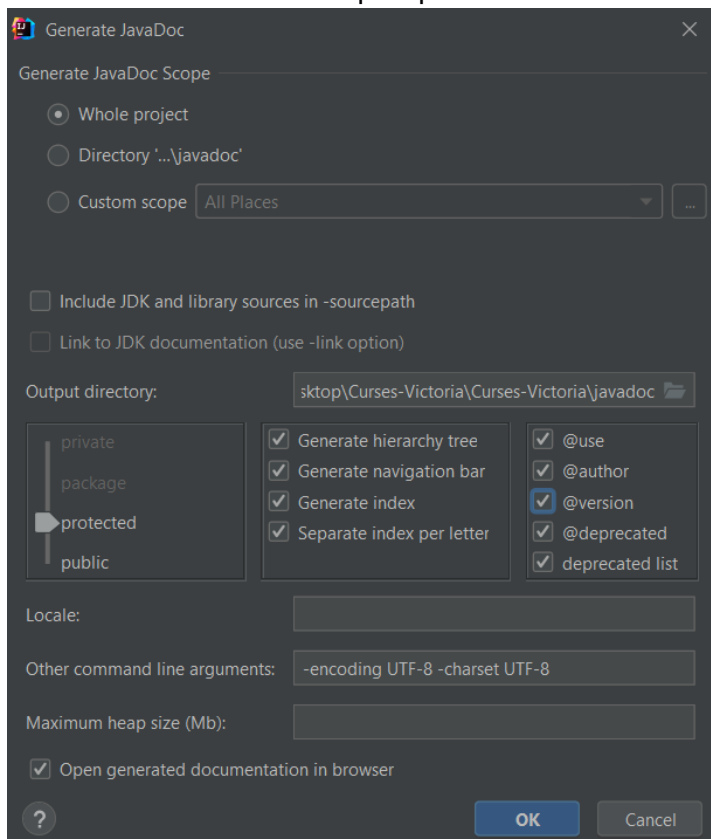 Generate JavaDoc
Generate JavaDoc Scope
Whole project
Directory '...\javadoc'
Custom scope All Places ...
Include JDK and library sources in -sourcepath
Link to JDK documentation (use -link option)
Output directory: sktop\Curses-Victoria\Curses-Victoria\javadoc
private Generate hierarchy tree @use
package Generate navigation bar @author
protected Generate index @version
public Separate index per letter @deprecated
deprecated list
Locale:
Other command line arguments: -encoding UTF-8 -charset UTF-8
Maximum heap size (Mb):
Open generated documentation in browser
? OK Cancel